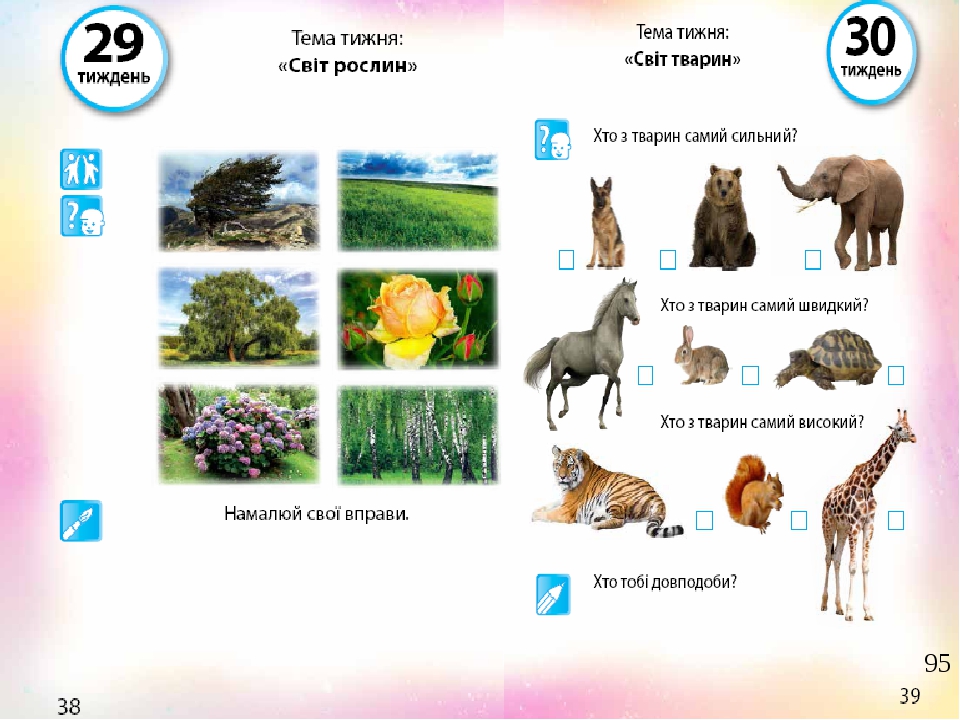 29
тиждень
Тема тижня:
«Світ рослин»
Намалюй свої вправи.
38
Тема тижня:
«Світ тварин»
30
тиждень
Хто з тварин самий сильний?
Хто з тварин самий швидкий?
Хто з тварин самий високий?
Хто тобі довподоби?
95
39